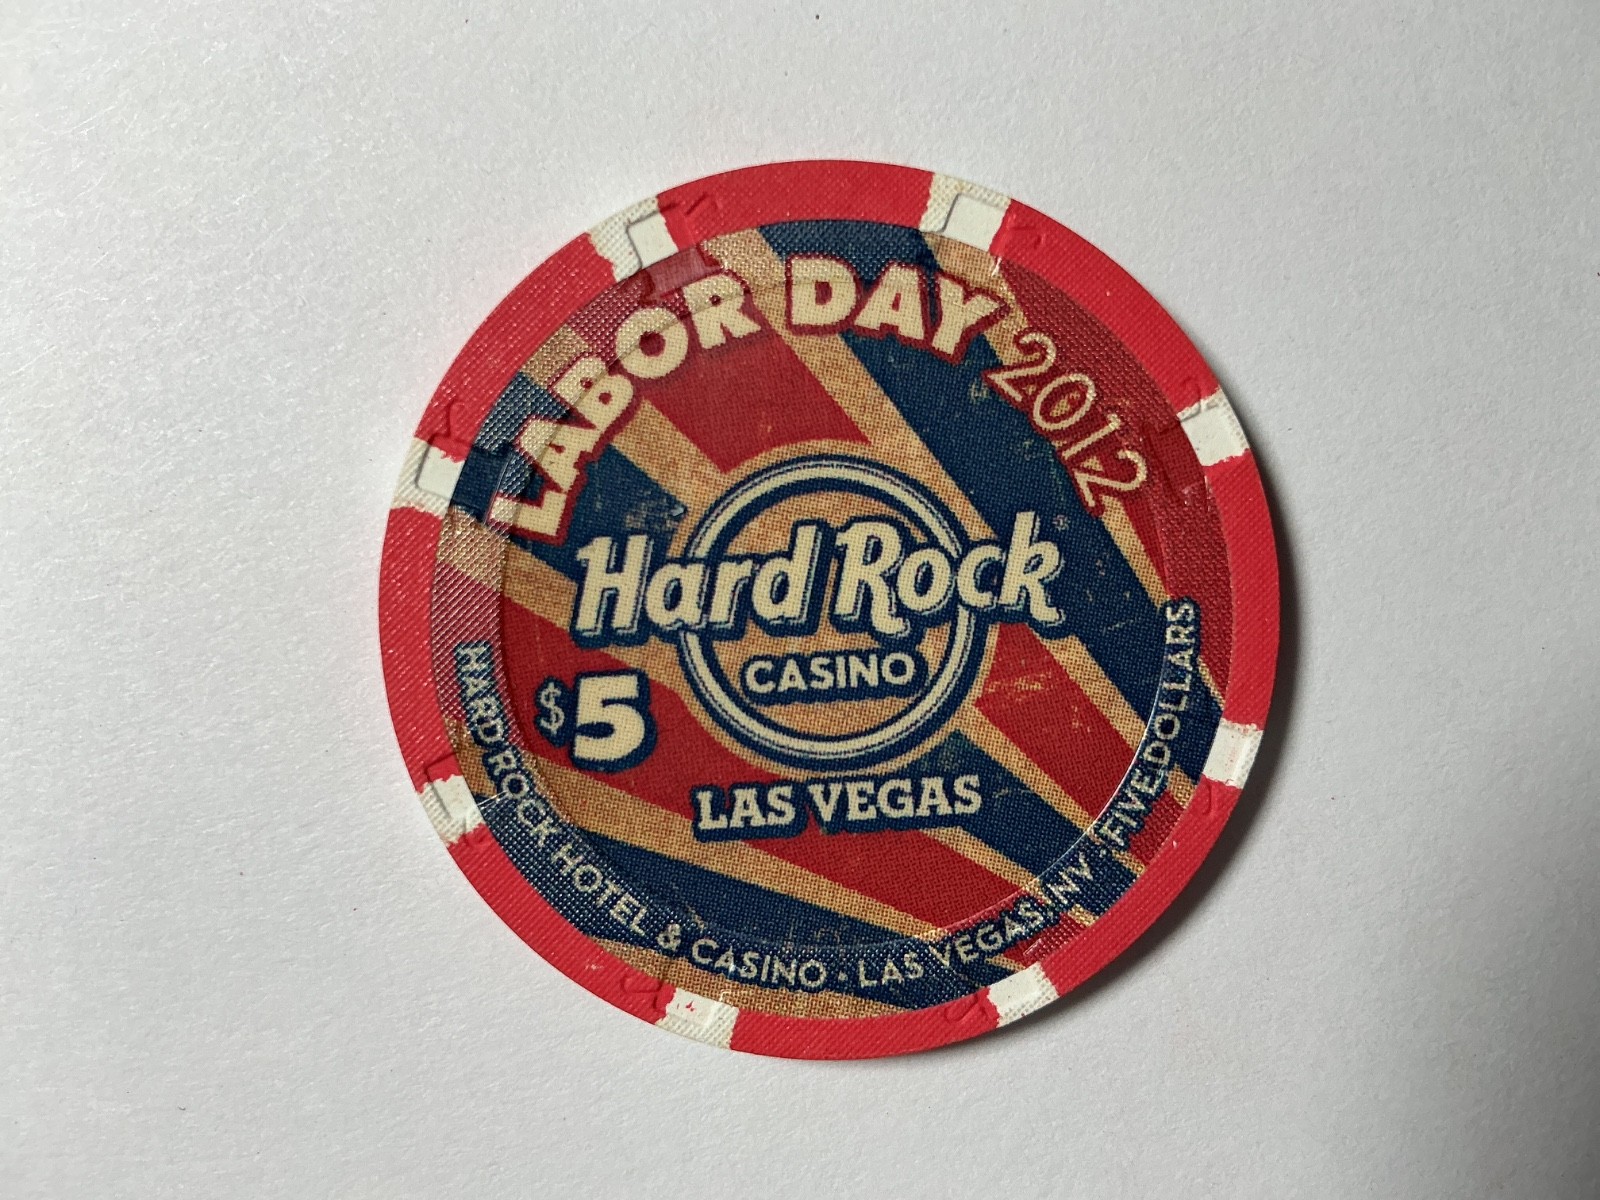 LABOR DAY 2012
Hard Rock®
CASINO
$5
LAS VEGAS
HARD ROCK HOTEL & CASINO · LAS VEGAS, NV · FIVE DOLLARS